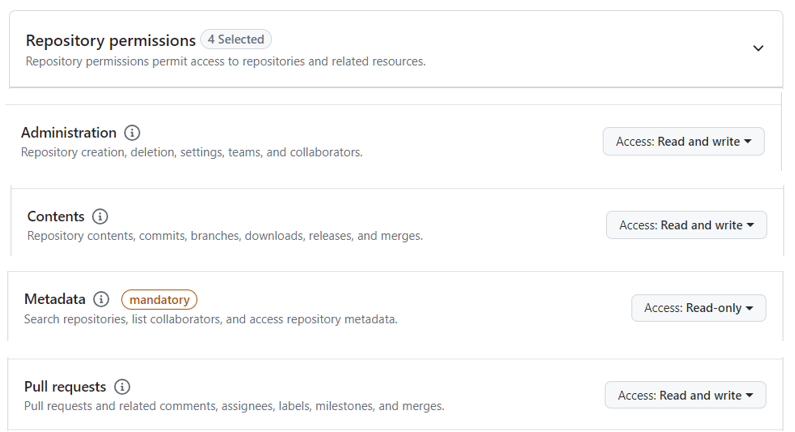 Repository permissions 4 Selected
Repository permissions permit access to repositories and related resources.
Administration
Repository creation, deletion, settings, teams, and collaborators.
Access: Read and write
Contents
Repository contents, commits, branches, downloads, releases, and merges.
Access: Read and write
Metadata mandatory
Search repositories, list collaborators, and access repository metadata.
Access: Read-only
Pull requests
Pull requests and related comments, assignees, labels, milestones, and merges.
Access: Read and write